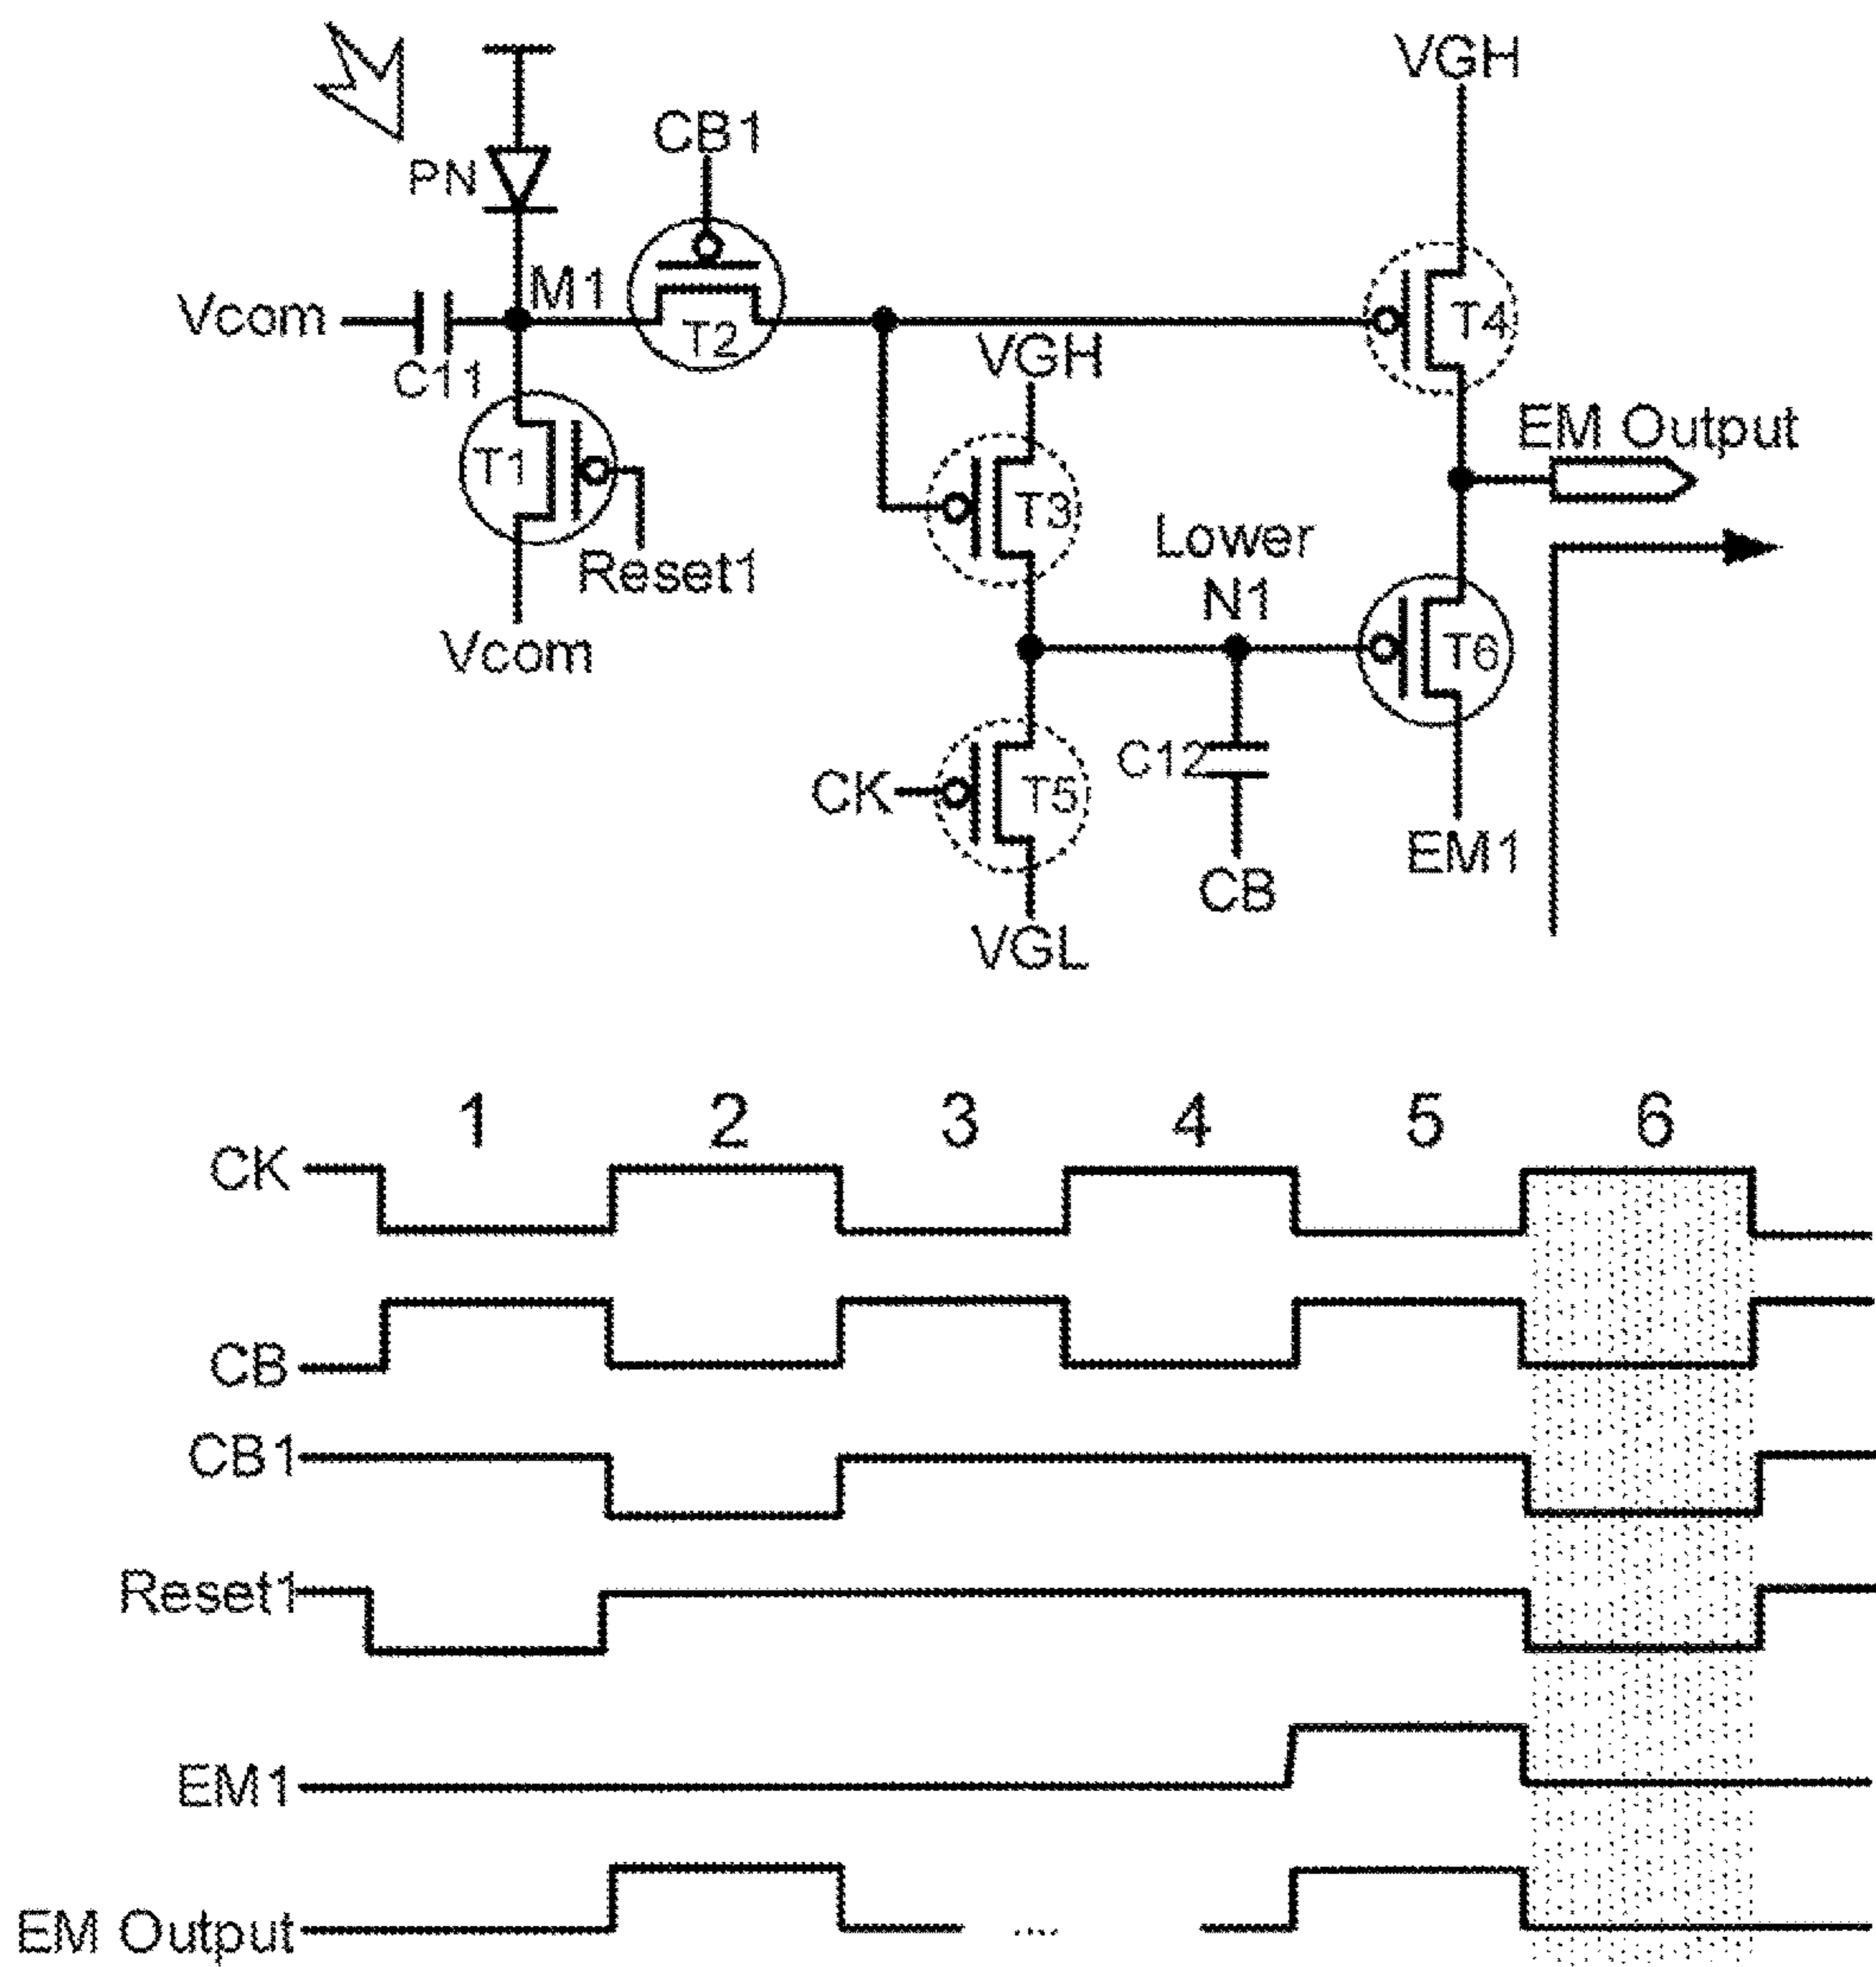 VGH
CB1
PN
M1
Vcom
T2
T4
C11
VGH
EM Output
T1
T3
Reset1
Lower
N1
Vcom
T6
C12
CK
T5
EM1
CB
VGL
1 2 3 4 5 6
CK
CB
CB1
Reset1
EM1
EM Output
...